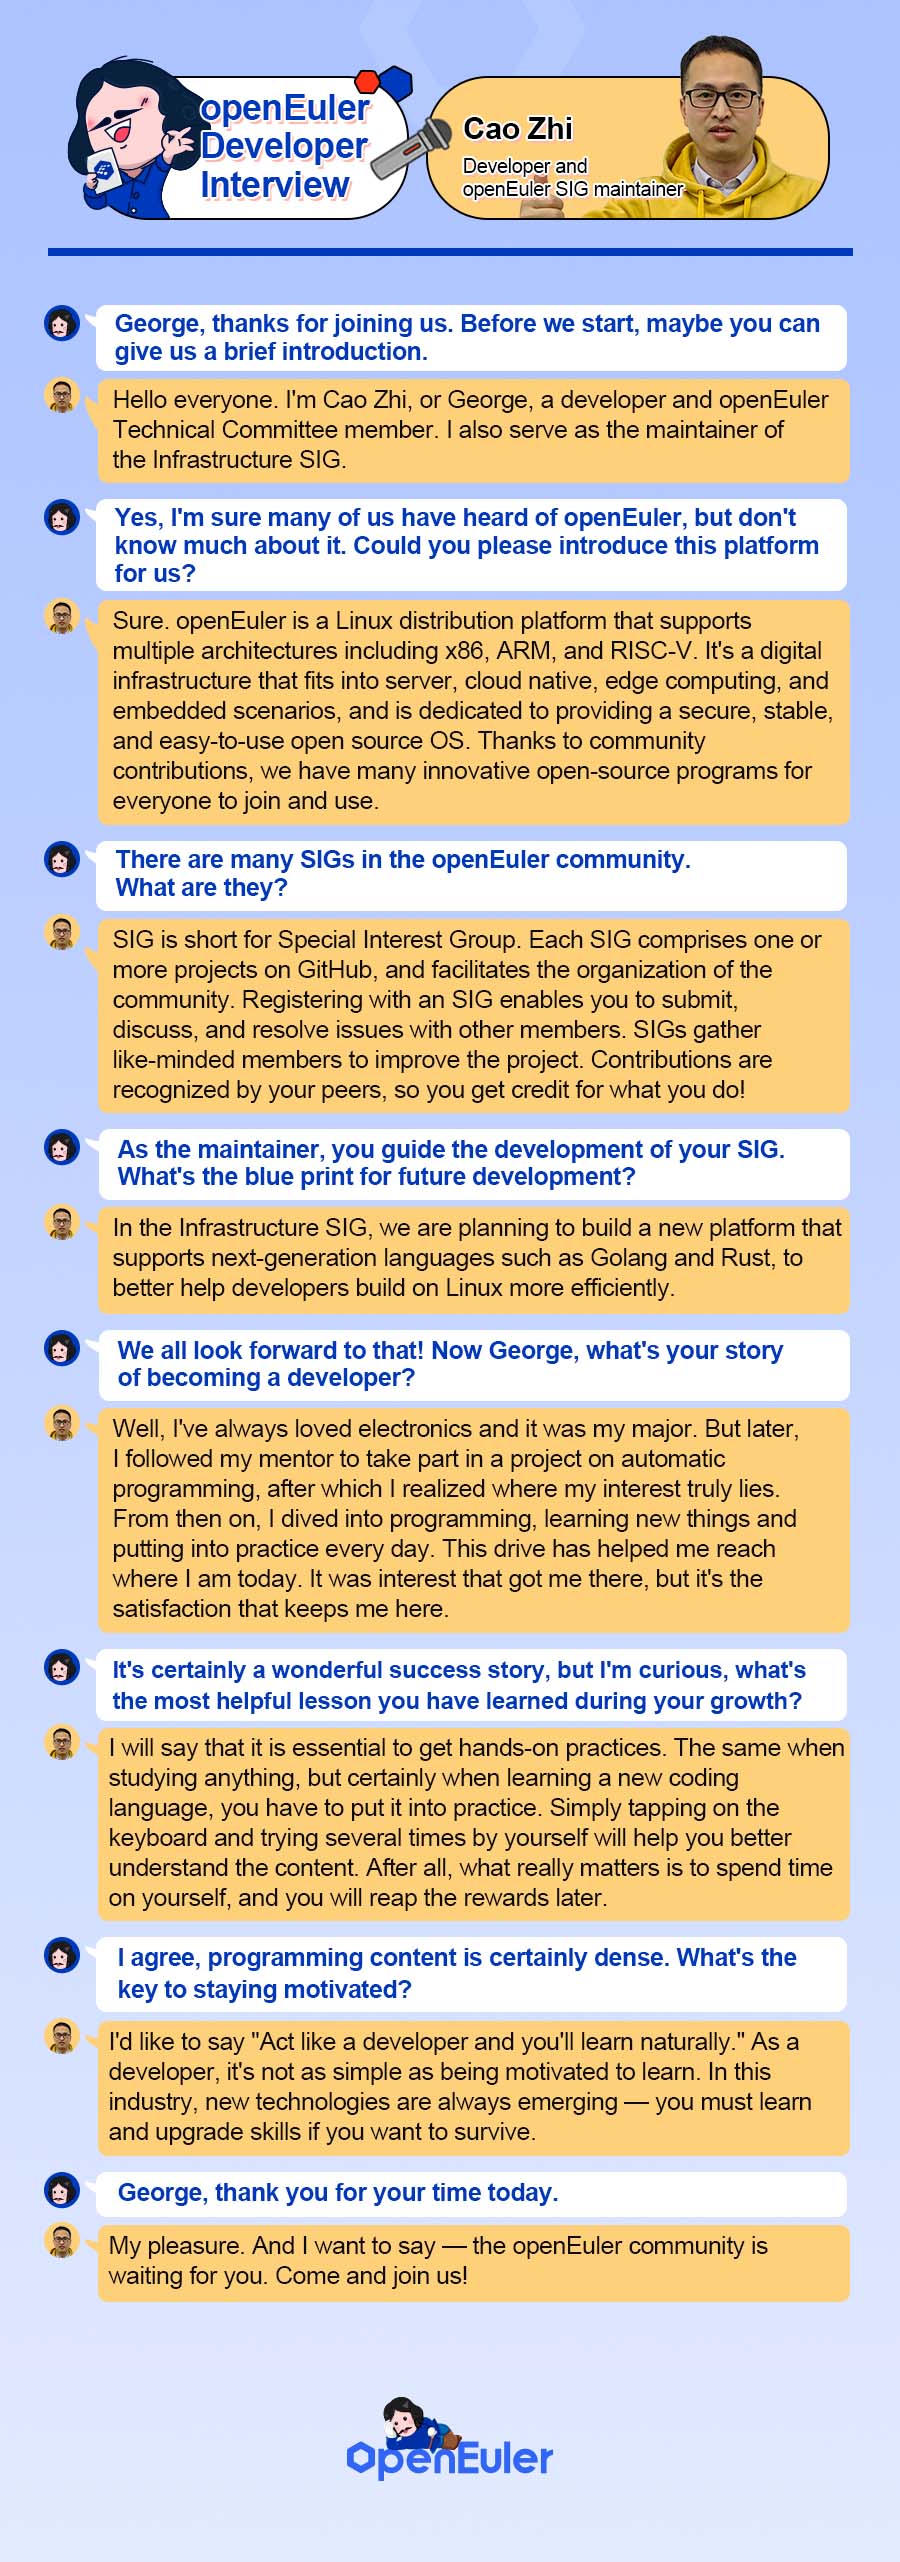 openEuler
Developer
Interview
Cao Zhi
Developer and
openEuler SIG maintainer
George, thanks for joining us. Before we start, maybe you can
give us a brief introduction.
Hello everyone. I'm Cao Zhi, or George, a developer and openEuler
Technical Committee member. I also serve as the maintainer of
the Infrastructure SIG.
Yes, I'm sure many of us have heard of openEuler, but don't
know much about it. Could you please introduce this platform
for us?
Sure. openEuler is a Linux distribution platform that supports
multiple architectures including x86, ARM, and RISC-V. It's a digital
infrastructure that fits into server, cloud native, edge computing, and
embedded scenarios, and is dedicated to providing a secure, stable,
and easy-to-use open source OS. Thanks to community
contributions, we have many innovative open-source programs for
everyone to join and use.
There are many SIGs in the openEuler community.
What are they?
SIG is short for Special Interest Group. Each SIG comprises one or
more projects on GitHub, and facilitates the organization of the
community. Registering with an SIG enables you to submit,
discuss, and resolve issues with other members. SIGs gather
like-minded members to improve the project. Contributions are
recognized by your peers, so you get credit for what you do!
As the maintainer, you guide the development of your SIG.
What's the blue print for future development?
In the Infrastructure SIG, we are planning to build a new platform that
supports next-generation languages such as Golang and Rust, to
better help developers build on Linux more efficiently.
We all look forward to that! Now George, what's your story
of becoming a developer?
Well, I've always loved electronics and it was my major. But later,
I followed my mentor to take part in a project on automatic
programming, after which I realized where my interest truly lies.
From then on, I dived into programming, learning new things and
putting into practice every day. This drive has helped me reach
where I am today. It was interest that got me there, but it's the
satisfaction that keeps me here.
It's certainly a wonderful success story, but I'm curious, what's
the most helpful lesson you have learned during your growth?
I will say that it is essential to get hands-on practices. The same when
studying anything, but certainly when learning a new coding
language, you have to put it into practice. Simply tapping on the
keyboard and trying several times by yourself will help you better
understand the content. After all, what really matters is to spend time
on yourself, and you will reap the rewards later.
I agree, programming content is certainly dense. What's the
key to staying motivated?
I'd like to say "Act like a developer and you'll learn naturally." As a
developer, it's not as simple as being motivated to learn. In this
industry, new technologies are always emerging — you must learn
and upgrade skills if you want to survive.
George, thank you for your time today.
My pleasure. And I want to say — the openEuler community is
waiting for you. Come and join us!
OpenEuler